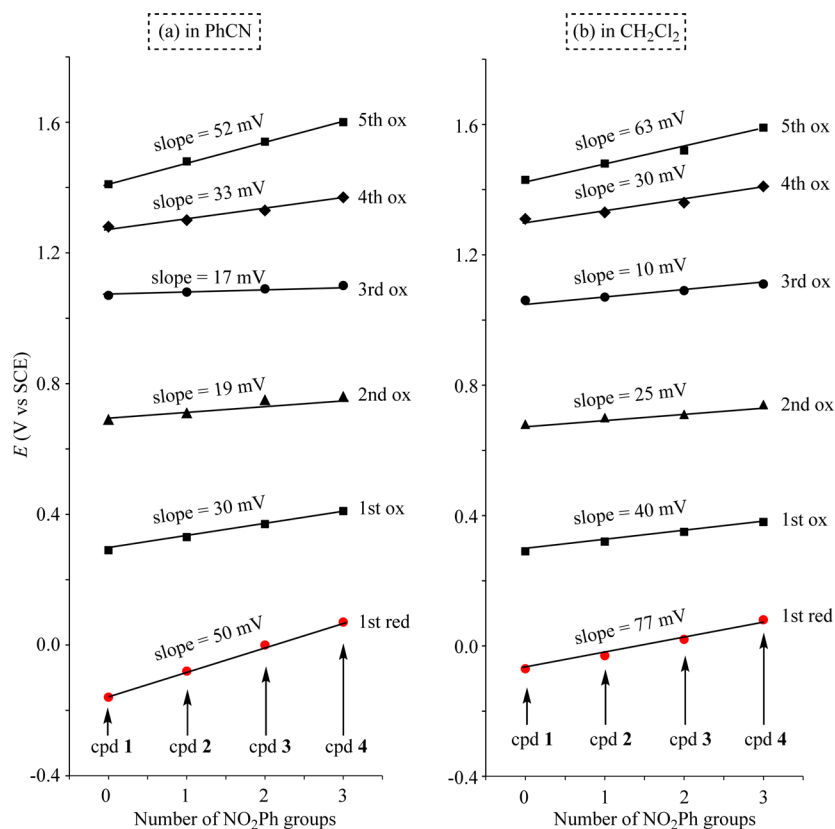 (a) in PhCN
1.6
1.2
0.8
0.4
0.0
-0.4
E (V vs SCE)
slope = 52 mV
5th ox
slope = 33 mV
4th ox
slope = 17 mV
3rd ox
slope = 19 mV
2nd ox
slope = 30 mV
1st ox
slope = 50 mV
1st red
cpd 1
cpd 2
cpd 3
cpd 4
0 1 2 3
Number of NO₂Ph groups
(b) in CH₂Cl₂
1.6
1.2
0.8
0.4
0.0
-0.4
slope = 63 mV
5th ox
slope = 30 mV
4th ox
slope = 10 mV
3rd ox
slope = 25 mV
2nd ox
slope = 40 mV
1st ox
slope = 77 mV
1st red
cpd 1
cpd 2
cpd 3
cpd 4
0 1 2 3
Number of NO₂Ph groups